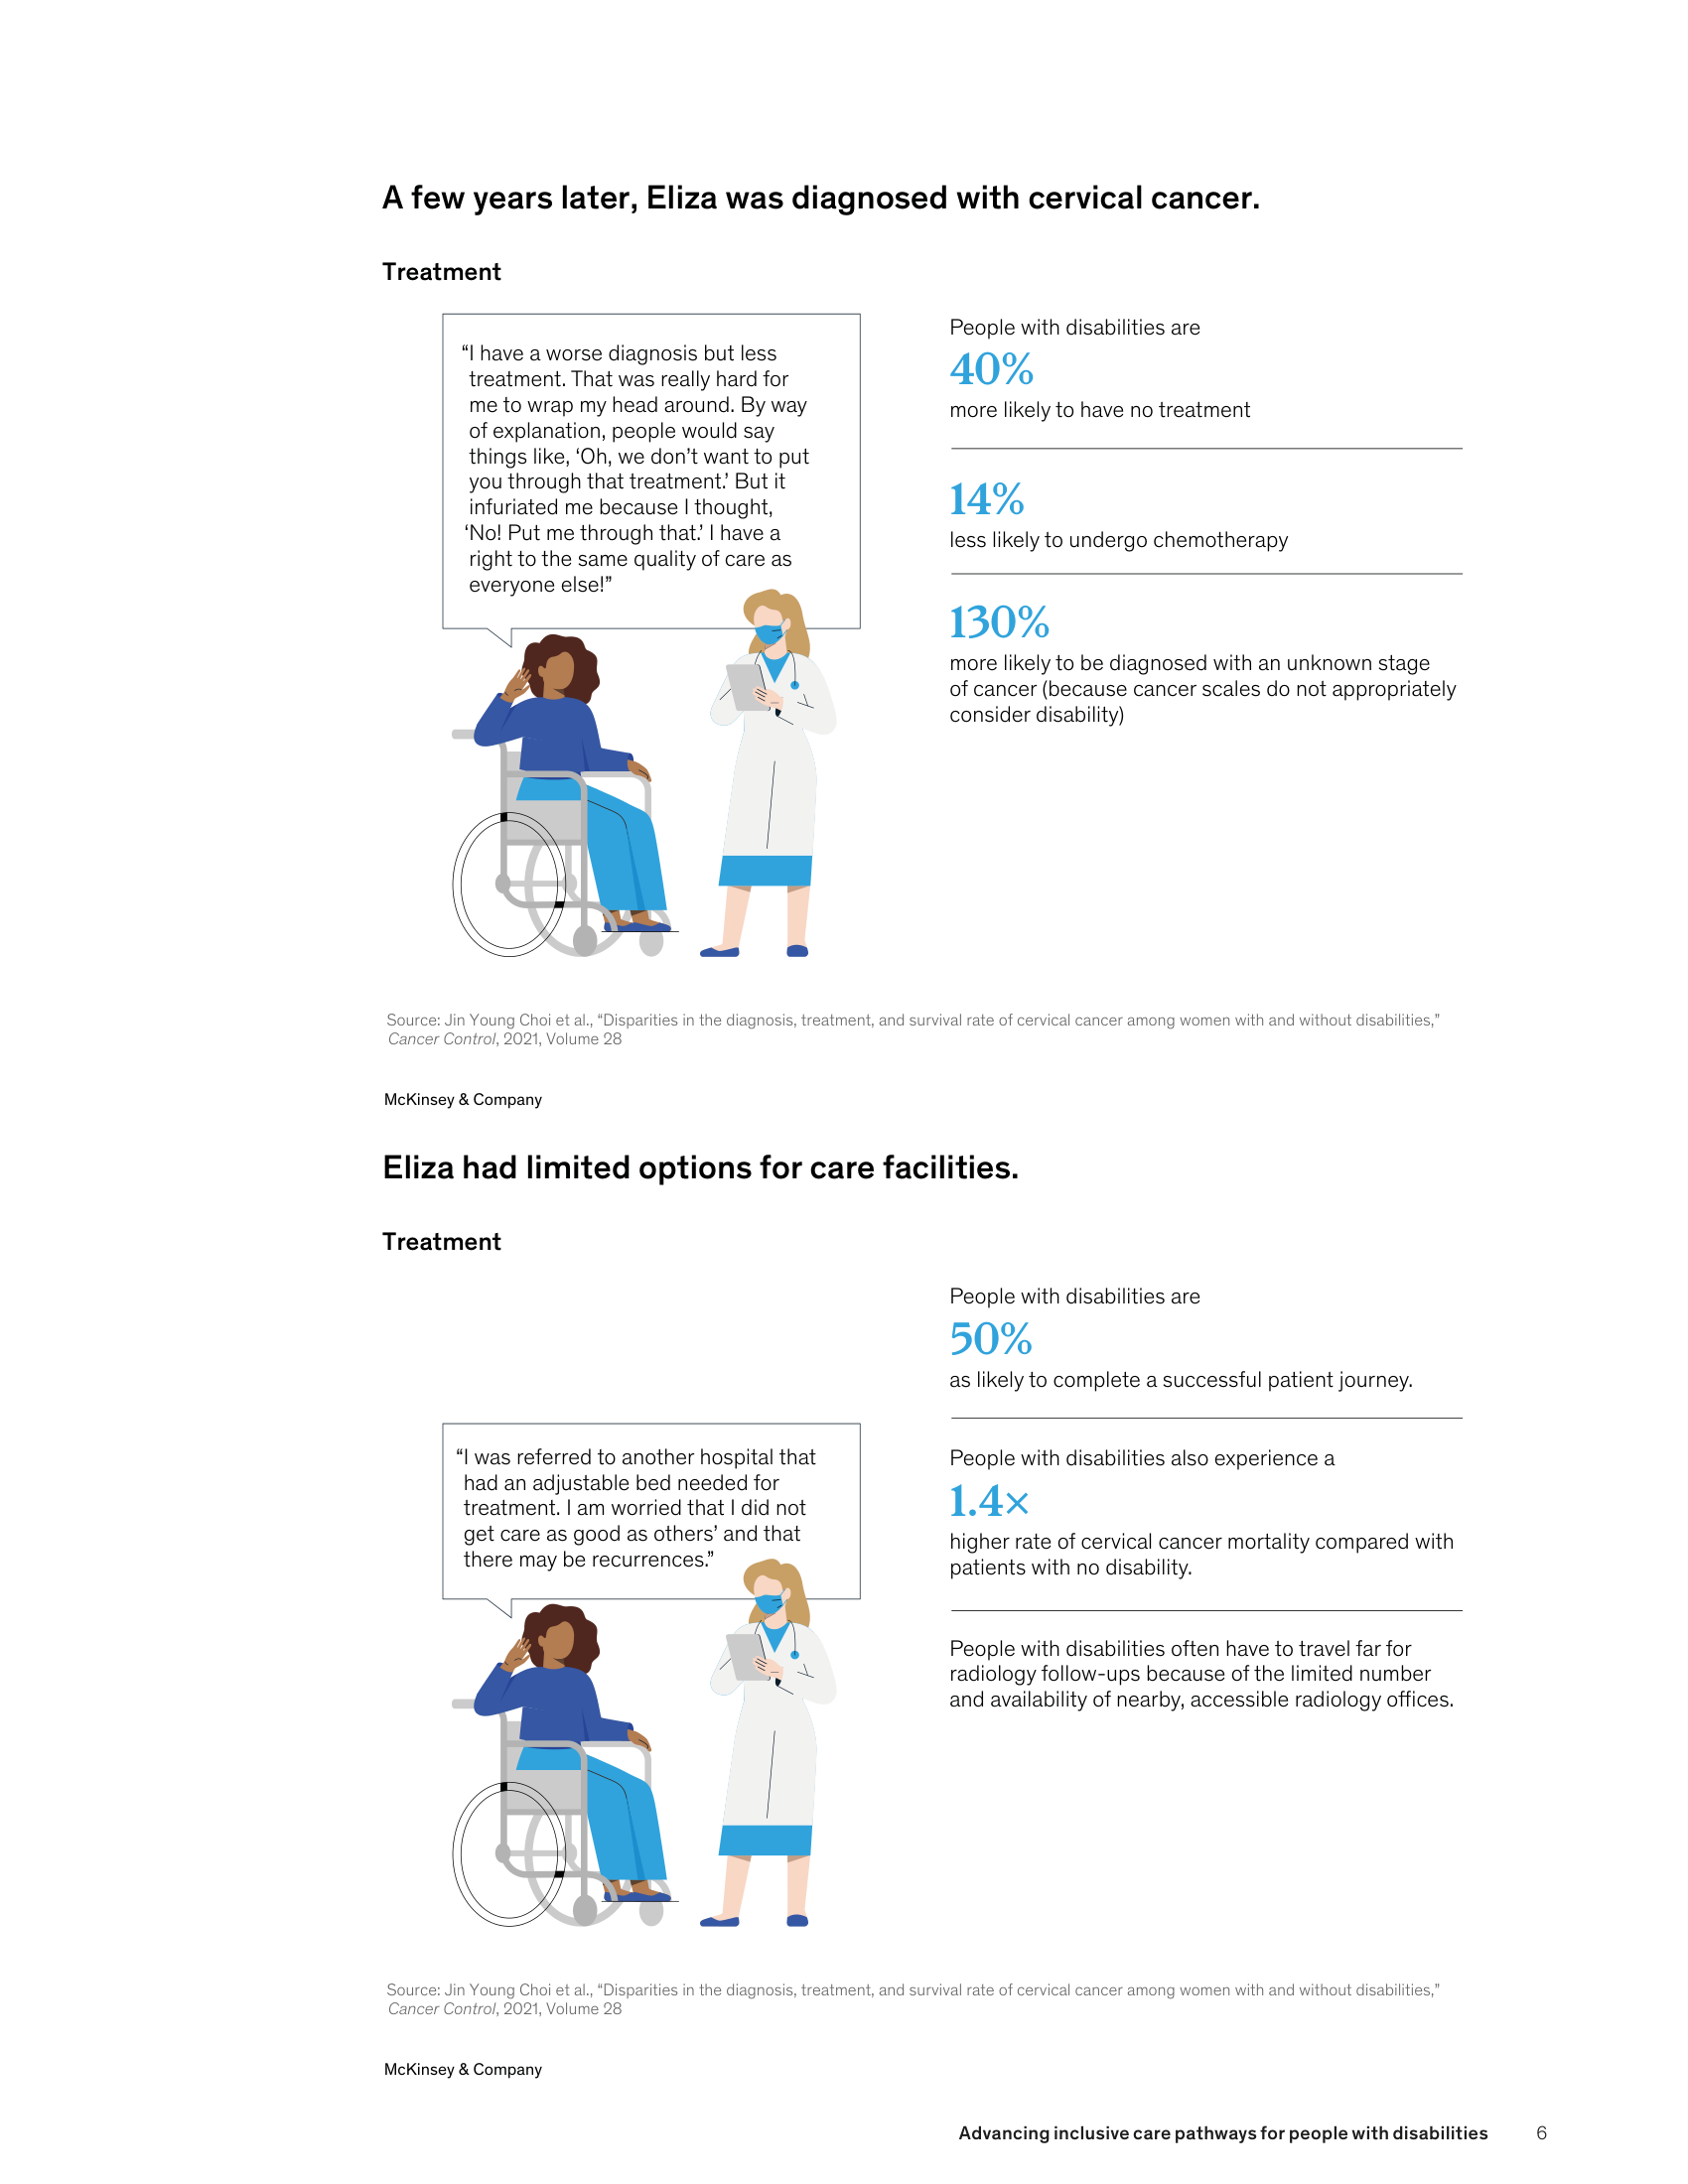 A few years later, Eliza was diagnosed with cervical cancer.
Treatment
“I have a worse diagnosis but less
treatment. That was really hard for
me to wrap my head around. By way
of explanation, people would say
things like, ‘Oh, we don’t want to put
you through that treatment.’ But it
infuriated me because I thought,
‘No! Put me through that.’ I have a
right to the same quality of care as
everyone else!”
People with disabilities are
40%
more likely to have no treatment
14%
less likely to undergo chemotherapy
130%
more likely to be diagnosed with an unknown stage
of cancer (because cancer scales do not appropriately
consider disability)
Source: Jin Young Choi et al., “Disparities in the diagnosis, treatment, and survival rate of cervical cancer among women with and without disabilities,”
Cancer Control, 2021, Volume 28
McKinsey & Company
Eliza had limited options for care facilities.
Treatment
“I was referred to another hospital that
had an adjustable bed needed for
treatment. I am worried that I did not
get care as good as others’ and that
there may be recurrences.”
People with disabilities are
50%
as likely to complete a successful patient journey.
People with disabilities also experience a
1.4×
higher rate of cervical cancer mortality compared with
patients with no disability.
People with disabilities often have to travel far for
radiology follow-ups because of the limited number
and availability of nearby, accessible radiology offices.
Source: Jin Young Choi et al., “Disparities in the diagnosis, treatment, and survival rate of cervical cancer among women with and without disabilities,”
Cancer Control, 2021, Volume 28
McKinsey & Company
Advancing inclusive care pathways for people with disabilities 6